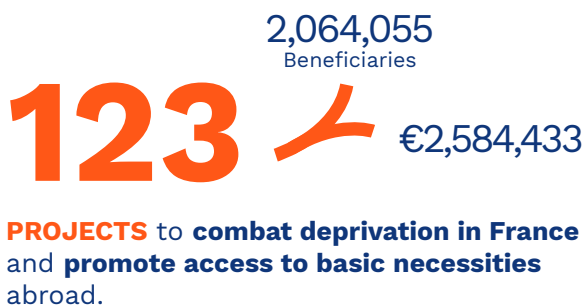 2,064,055
Beneficiaries
123
€2,584,433
PROJECTS to combat deprivation in France
and promote access to basic necessities
abroad.